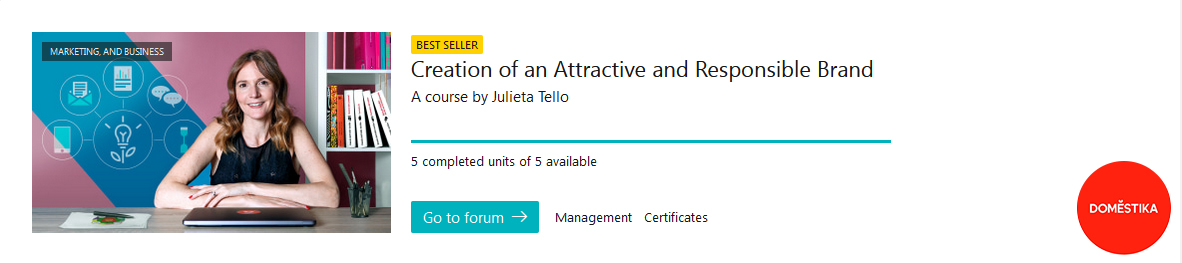 MARKETING, AND BUSINESS
BEST SELLER
Creation of an Attractive and Responsible Brand
A course by Julieta Tello
5 completed units of 5 available
Go to forum →
Management
Certificates
DOMĚSTIKA